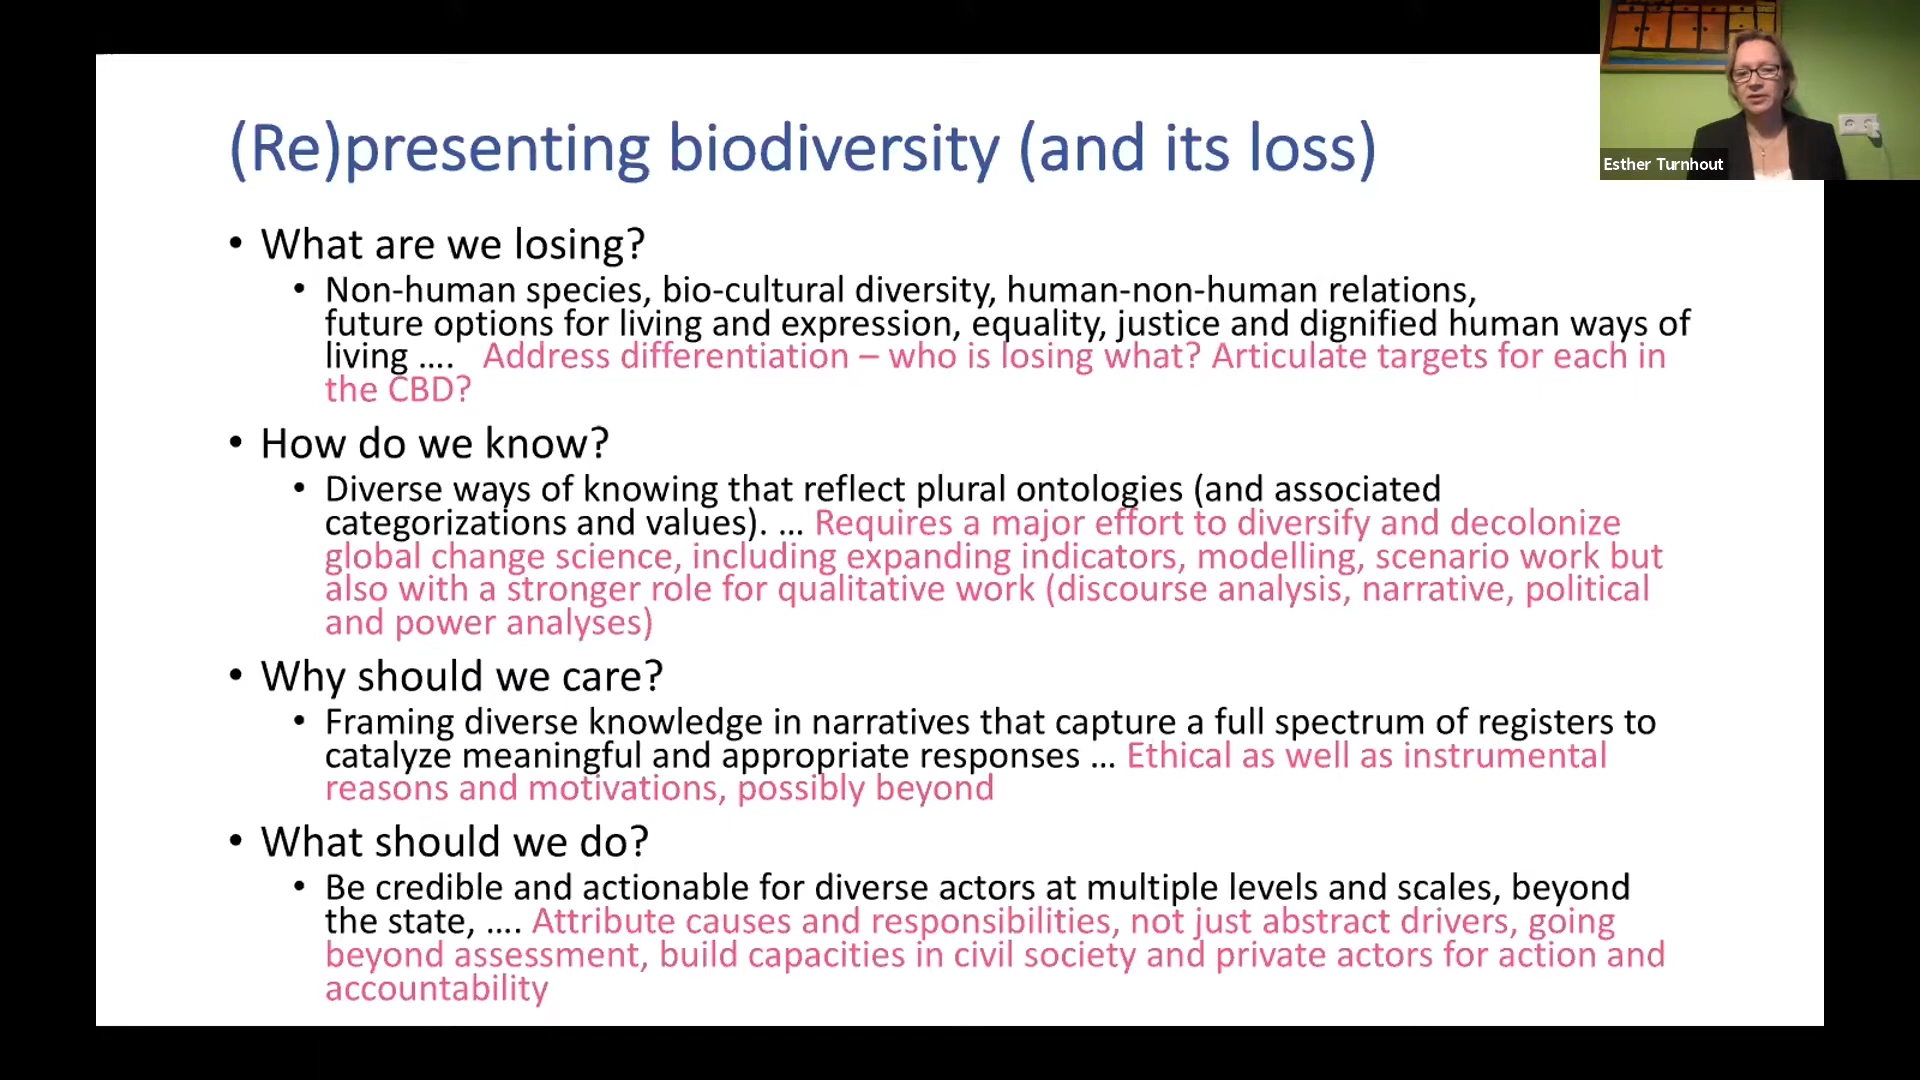 (Re)presenting biodiversity (and its loss)
Esther Turnhout
• What are we losing?
• Non-human species, bio-cultural diversity, human-non-human relations,
future options for living and expression, equality, justice and dignified human ways of
living .... Address differentiation – who is losing what? Articulate targets for each in
the CBD?
• How do we know?
• Diverse ways of knowing that reflect plural ontologies (and associated
categorizations and values). ... Requires a major effort to diversify and decolonize
global change science, including expanding indicators, modelling, scenario work but
also with a stronger role for qualitative work (discourse analysis, narrative, political
and power analyses)
• Why should we care?
• Framing diverse knowledge in narratives that capture a full spectrum of registers to
catalyze meaningful and appropriate responses ... Ethical as well as instrumental
reasons and motivations, possibly beyond
• What should we do?
• Be credible and actionable for diverse actors at multiple levels and scales, beyond
the state, .... Attribute causes and responsibilities, not just abstract drivers, going
beyond assessment, build capacities in civil society and private actors for action and
accountability